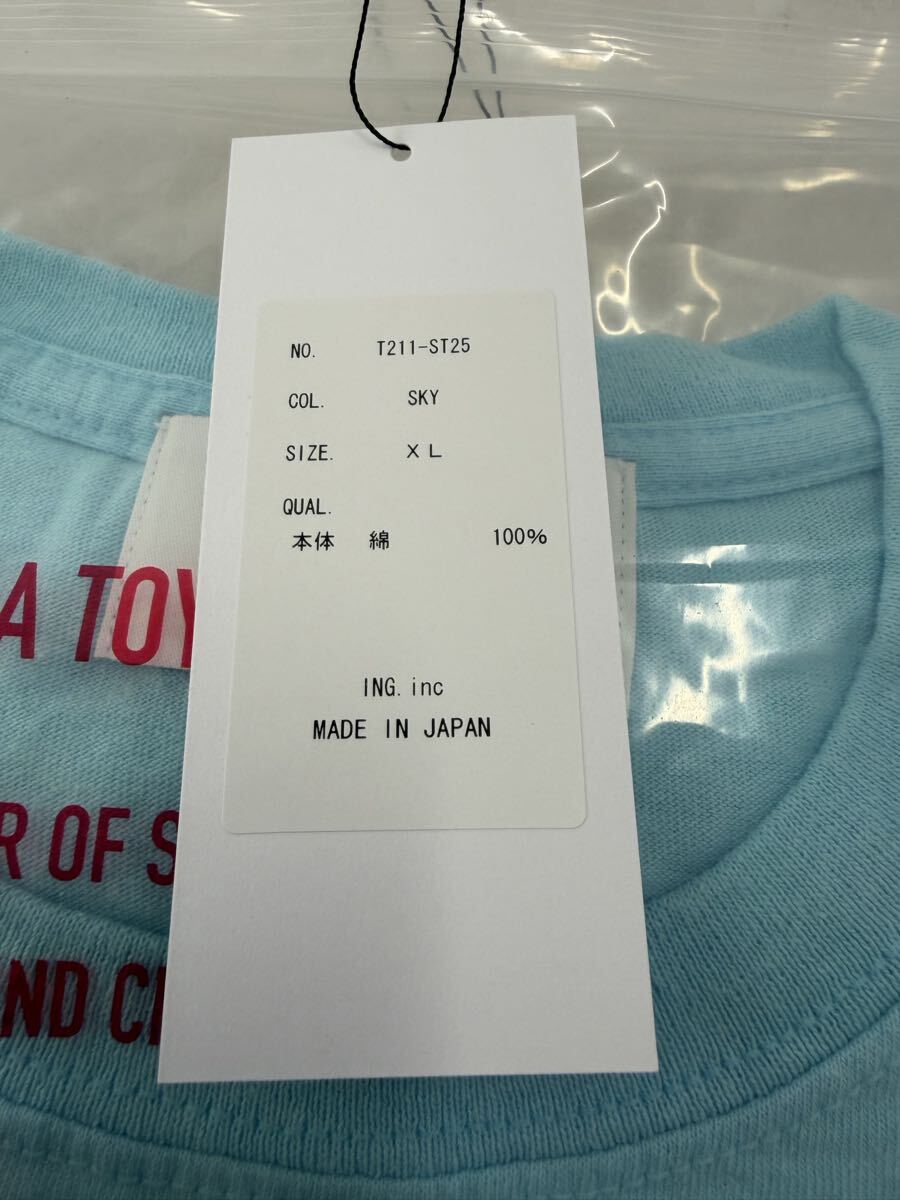 NO. T211-ST25
COL. SKY
SIZE. XL
QUAL.
本体 綿 100%
ING. inc
MADE IN JAPAN
A TOY
R OF S
ND C